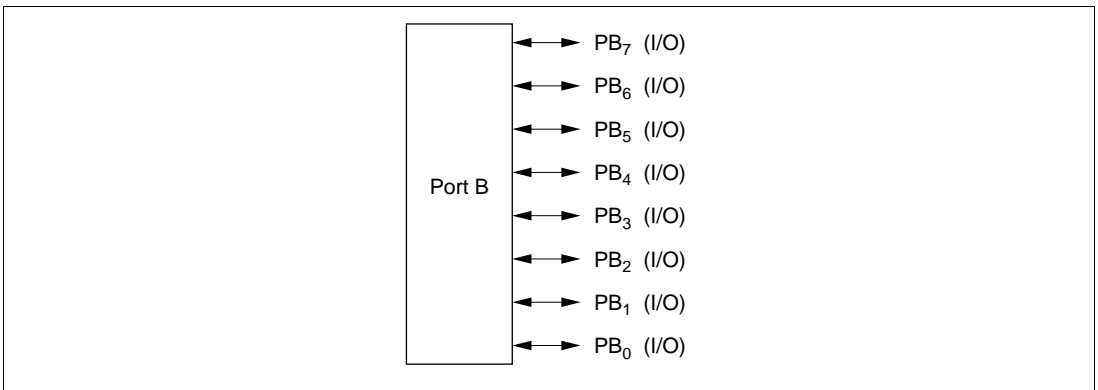 PB₇ (I/O)
PB₆ (I/O)
PB₅ (I/O)
PB₄ (I/O)
Port B
PB₃ (I/O)
PB₂ (I/O)
PB₁ (I/O)
PB₀ (I/O)